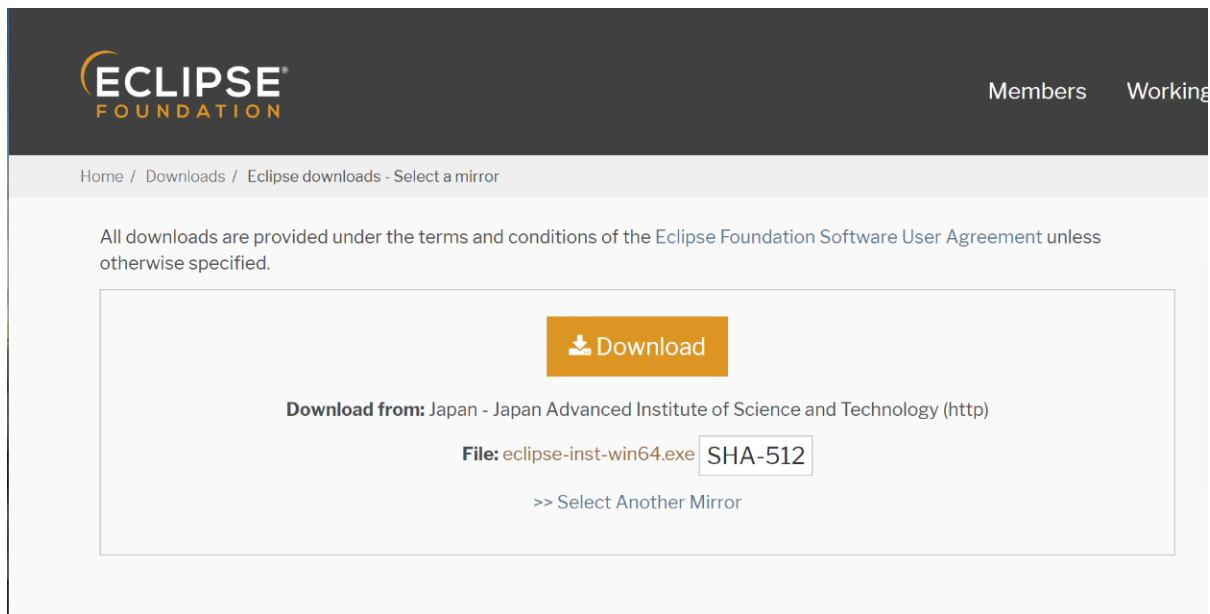 ECLIPSE®
FOUNDATION
Members Working
Home / Downloads / Eclipse downloads - Select a mirror
All downloads are provided under the terms and conditions of the Eclipse Foundation Software User Agreement unless
otherwise specified.
Download
Download from: Japan - Japan Advanced Institute of Science and Technology (http)
File: eclipse-inst-win64.exe SHA-512
>> Select Another Mirror